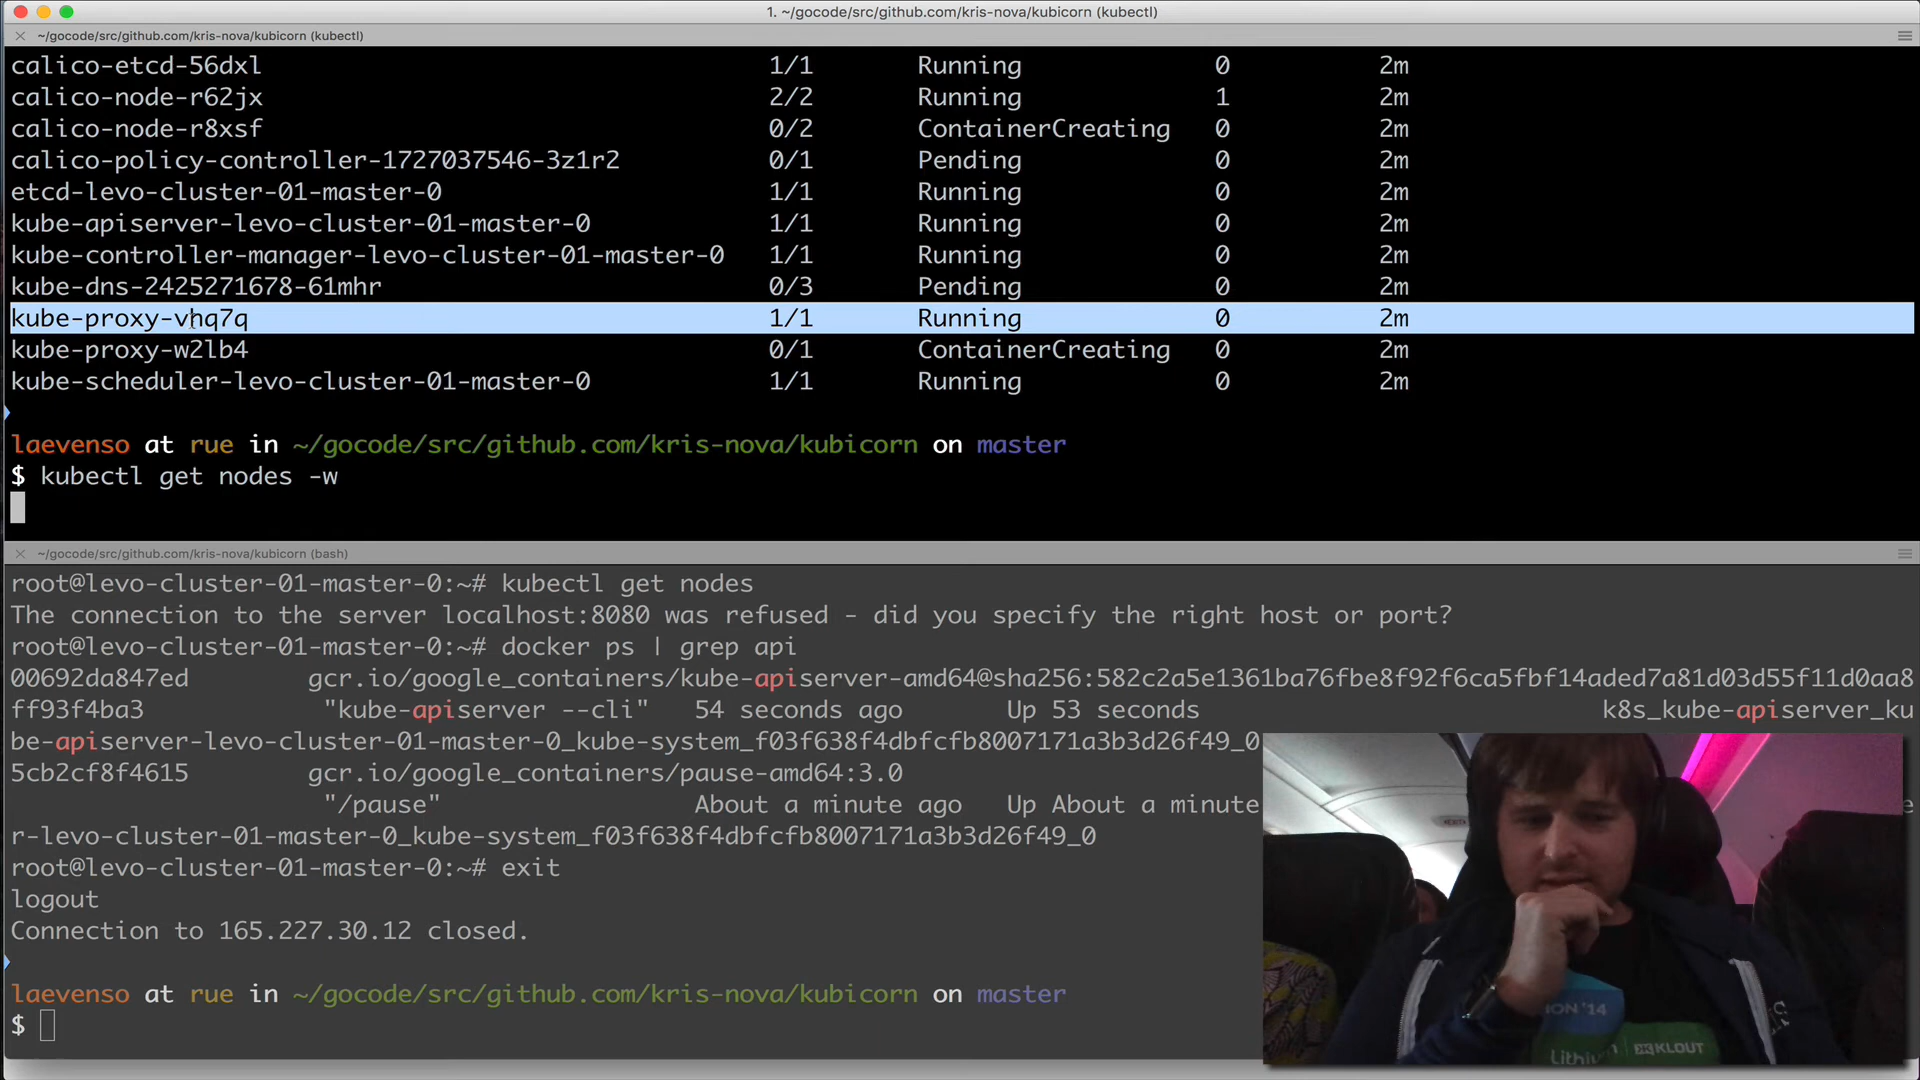 1. ~/gocode/src/github.com/kris-nova/kubicorn (kubectl)
~/gocode/src/github.com/kris-nova/kubicorn (kubectl)
calico-etcd-56dxl 1/1 Running 0 2m
calico-node-r62jx 2/2 Running 1 2m
calico-node-r8xsf 0/2 ContainerCreating 0 2m
calico-policy-controller-1727037546-3z1r2 0/1 Pending 0 2m
etcd-levo-cluster-01-master-0 1/1 Running 0 2m
kube-apiserver-levo-cluster-01-master-0 1/1 Running 0 2m
kube-controller-manager-levo-cluster-01-master-0 1/1 Running 0 2m
kube-dns-2425271678-61mhr 0/3 Pending 0 2m
kube-proxy-vhq7q 1/1 Running 0 2m
kube-proxy-w2lb4 0/1 ContainerCreating 0 2m
kube-scheduler-levo-cluster-01-master-0 1/1 Running 0 2m
laevenso at rue in ~/gocode/src/github.com/kris-nova/kubicorn on master
$ kubectl get nodes -w
~/gocode/src/github.com/kris-nova/kubicorn (bash)
root@levo-cluster-01-master-0:~# kubectl get nodes
The connection to the server localhost:8080 was refused - did you specify the right host or port?
root@levo-cluster-01-master-0:~# docker ps | grep api
00692da847ed gcr.io/google_containers/kube-apiserver-amd64@sha256:582c2a5e1361ba76fbe8f92f6ca5fbf14aded7a81d03d55f11d0aa8
ff93f4ba3 "kube-apiserver --cli" 54 seconds ago Up 53 seconds k8s_kube-apiserver_ku
be-apiserver-levo-cluster-01-master-0_kube-system_f03f638f4dbfcfb8007171a3b3d26f49_0
5cb2cf8f4615 gcr.io/google_containers/pause-amd64:3.0
"/pause" About a minute ago Up About a minute e
r-levo-cluster-01-master-0_kube-system_f03f638f4dbfcfb8007171a3b3d26f49_0
root@levo-cluster-01-master-0:~# exit
logout
Connection to 165.227.30.12 closed.
laevenso at rue in ~/gocode/src/github.com/kris-nova/kubicorn on master
$
ION '14
Lithium
KLOUT